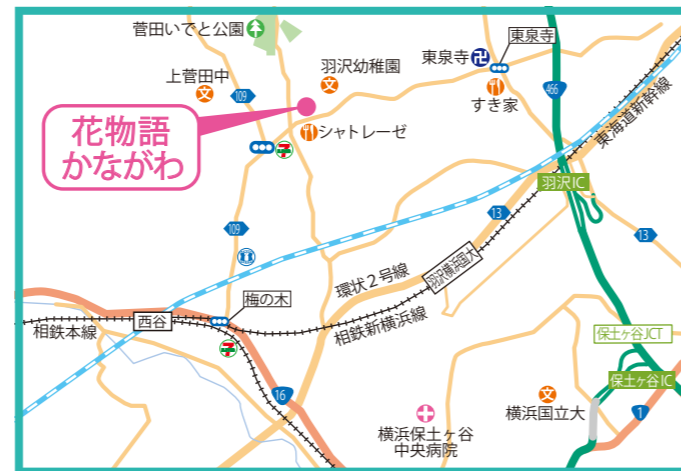 菅田いでと公園
上菅田中
109
羽沢幼稚園
東泉寺
東泉寺
すき家
466
東海道新幹線
花物語
かながわ
シャトレーゼ
羽沢IC
109
13
13
環状2号線
羽沢横浜国大
梅の木
西谷
相鉄本線
相鉄新横浜線
保土ヶ谷JCT
保土ヶ谷IC
16
横浜保土ヶ谷
中央病院
横浜国立大
1